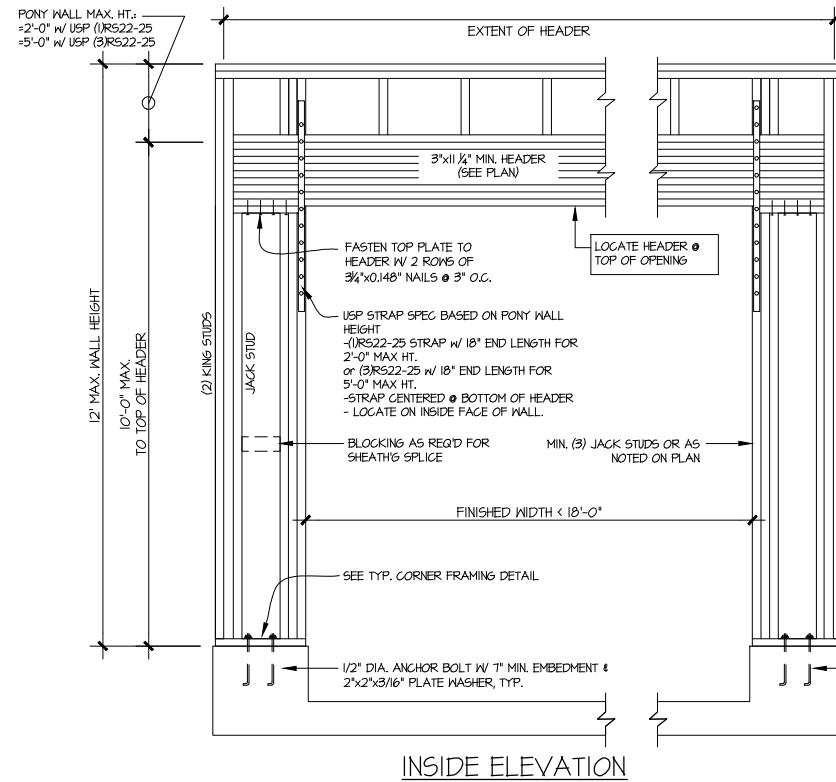 PONY WALL MAX. HT.:
=2'-0" W/ USP (1)RS22-25
=5'-0" W/ USP (3)RS22-25
EXTENT OF HEADER
3"x11 1/4" MIN. HEADER
(SEE PLAN)
FASTEN TOP PLATE TO
HEADER W/ 2 ROWS OF
3 1/4"x0.148" NAILS @ 3" O.C.
LOCATE HEADER @
TOP OF OPENING
USP STRAP SPEC BASED ON PONY WALL
HEIGHT
-(1)RS22-25 STRAP w/ 18" END LENGTH FOR
2'-0" MAX HT.
or (3)RS22-25 w/ 18" END LENGTH FOR
5'-0" MAX HT.
-STRAP CENTERED @ BOTTOM OF HEADER
- LOCATE ON INSIDE FACE OF WALL.
12' MAX. WALL HEIGHT
10'-0" MAX.
TO TOP OF HEADER
(2) KING STUDS
JACK STUD
BLOCKING AS REQ'D FOR
SHEATH'G SPLICE
MIN. (3) JACK STUDS OR AS
NOTED ON PLAN
FINISHED WIDTH < 18'-0"
SEE TYP. CORNER FRAMING DETAIL
1/2" DIA. ANCHOR BOLT W/ 7" MIN. EMBEDMENT &
2"x2"x3/16" PLATE WASHER, TYP.
INSIDE ELEVATION